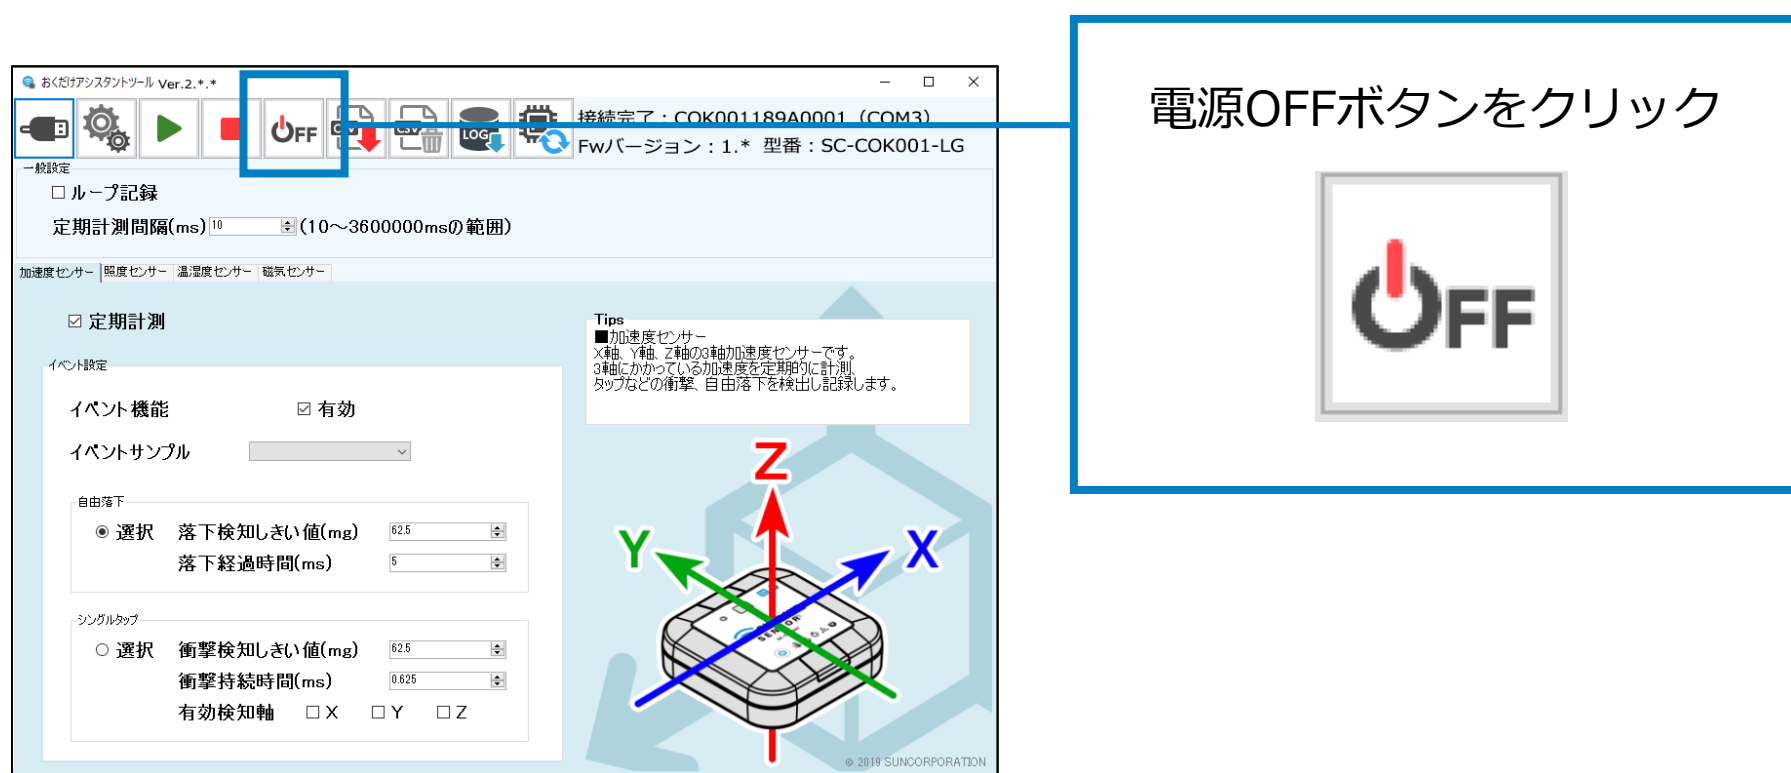 おくだけアシスタントツール Ver.2.*.*
OFF
CSV
LOG
接続完了：COK001189A0001（COM3）
Fwバージョン：1.* 型番：SC-COK001-LG
一般設定
ループ記録
定期計測間隔(ms) 10 (10～3600000msの範囲)
加速度センサー 照度センサー 温湿度センサー 磁気センサー
定期計測
イベント設定
イベント機能 有効
イベントサンプル
自由落下
選択 落下検知しきい値(mg) 62.5
落下経過時間(ms) 5
シングルタップ
選択 衝撃検知しきい値(mg) 62.5
衝撃持続時間(ms) 0.625
有効検知軸 X Y Z
Tips
■加速度センサー
X軸、Y軸、Z軸の3軸加速度センサーです。
3軸にかかっている加速度を定期的に計測、
タップなどの衝撃、自由落下を検出し記録します。
Z
Y
X
© 2019 SUNCORPORATION
電源OFFボタンをクリック
OFF